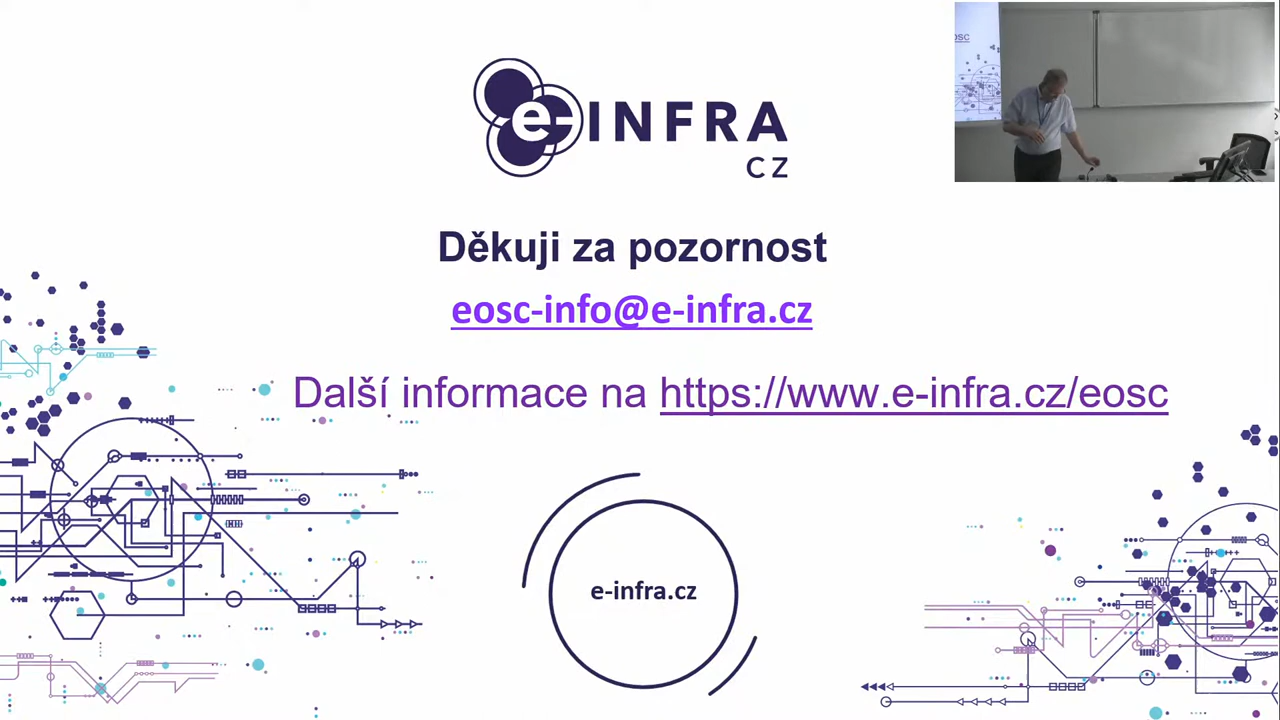 e-INFRA
CZ
osc
Děkuji za pozornost
eosc-info@e-infra.cz
Další informace na https://www.e-infra.cz/eosc
e-infra.cz